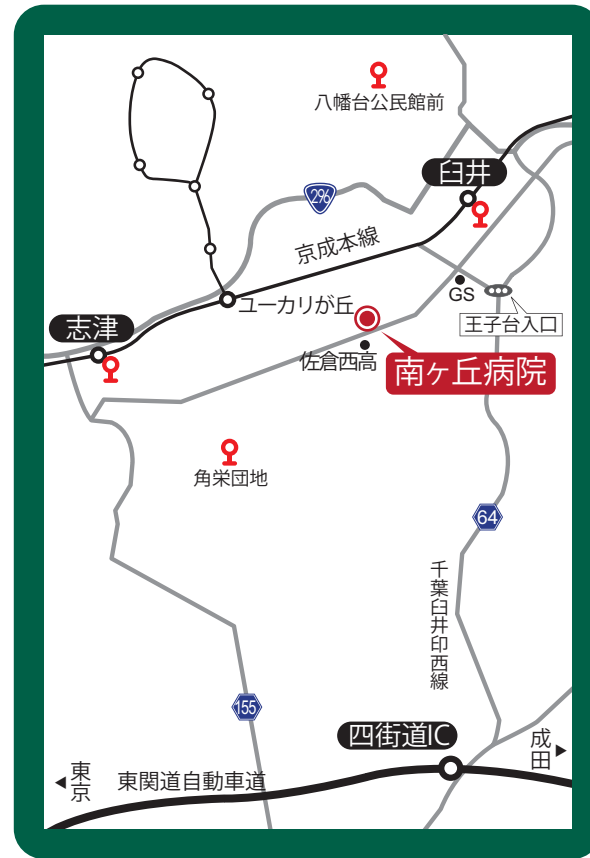 八幡台公民館前
臼井
296
京成本線
ユーカリが丘
GS
王子台入口
志津
佐倉西高
南ヶ丘病院
角栄団地
64
千葉臼井印西線
155
四街道IC
成田
東京
東関道自動車道